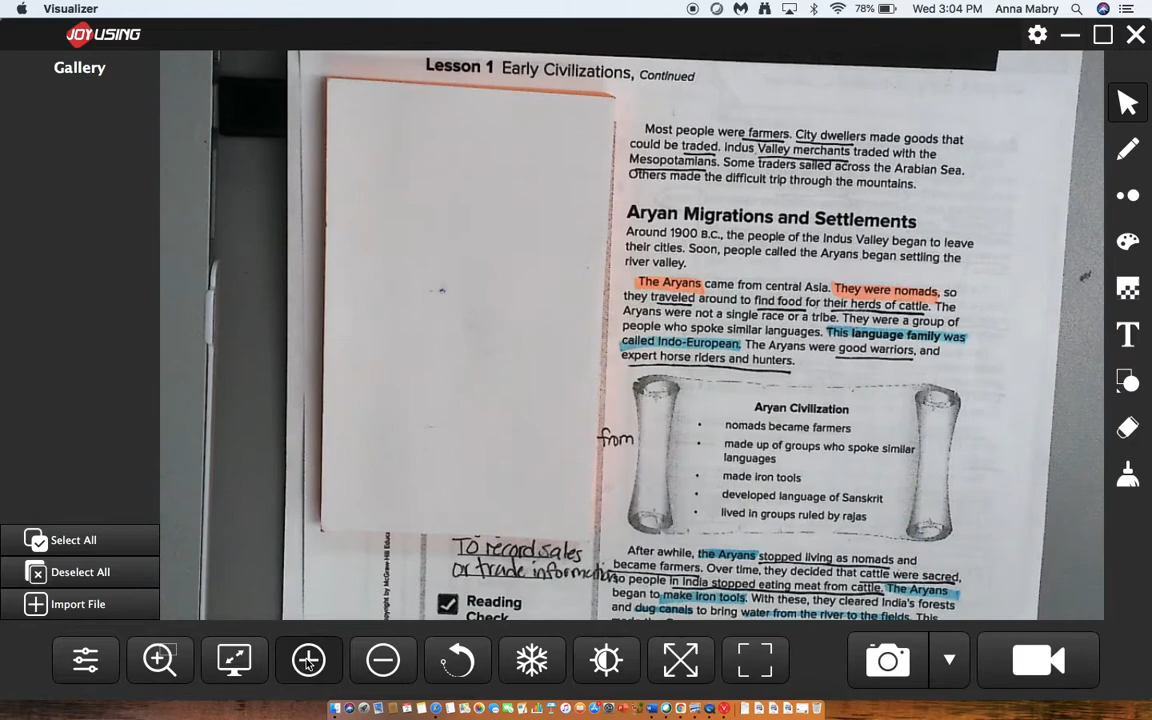 Visualizer
78%
Wed 3:04 PM
Anna Mabry
JOYUSING
Gallery
Lesson 1 Early Civilizations, Continued
Most people were farmers. City dwellers made goods that
could be traded. Indus Valley merchants traded with the
Mesopotamians. Some traders sailed across the Arabian Sea.
Others made the difficult trip through the mountains.
Aryan Migrations and Settlements
Around 1900 B.C., the people of the Indus Valley began to leave
their cities. Soon, people called the Aryans began settling the
river valley.
The Aryans came from central Asia. They were nomads, so
they traveled around to find food for their herds of cattle. The
Aryans were not a single race or a tribe. They were a group of
people who spoke similar languages. This language family was
called Indo-European. The Aryans were good warriors, and
expert horse riders and hunters.
from
Aryan Civilization
• nomads became farmers
• made up of groups who spoke similar
languages
• made iron tools
• developed language of Sanskrit
• lived in groups ruled by rajas
After awhile, the Aryans stopped living as nomads and
became farmers. Over time, they decided that cattle were sacred,
so people in India stopped eating meat from cattle. The Aryans
began to make iron tools. With these, they cleared India's forests
and dug canals to bring water from the river to the fields. This
To record sales
or trade information
Reading
Check
Select All
Deselect All
Import File
T